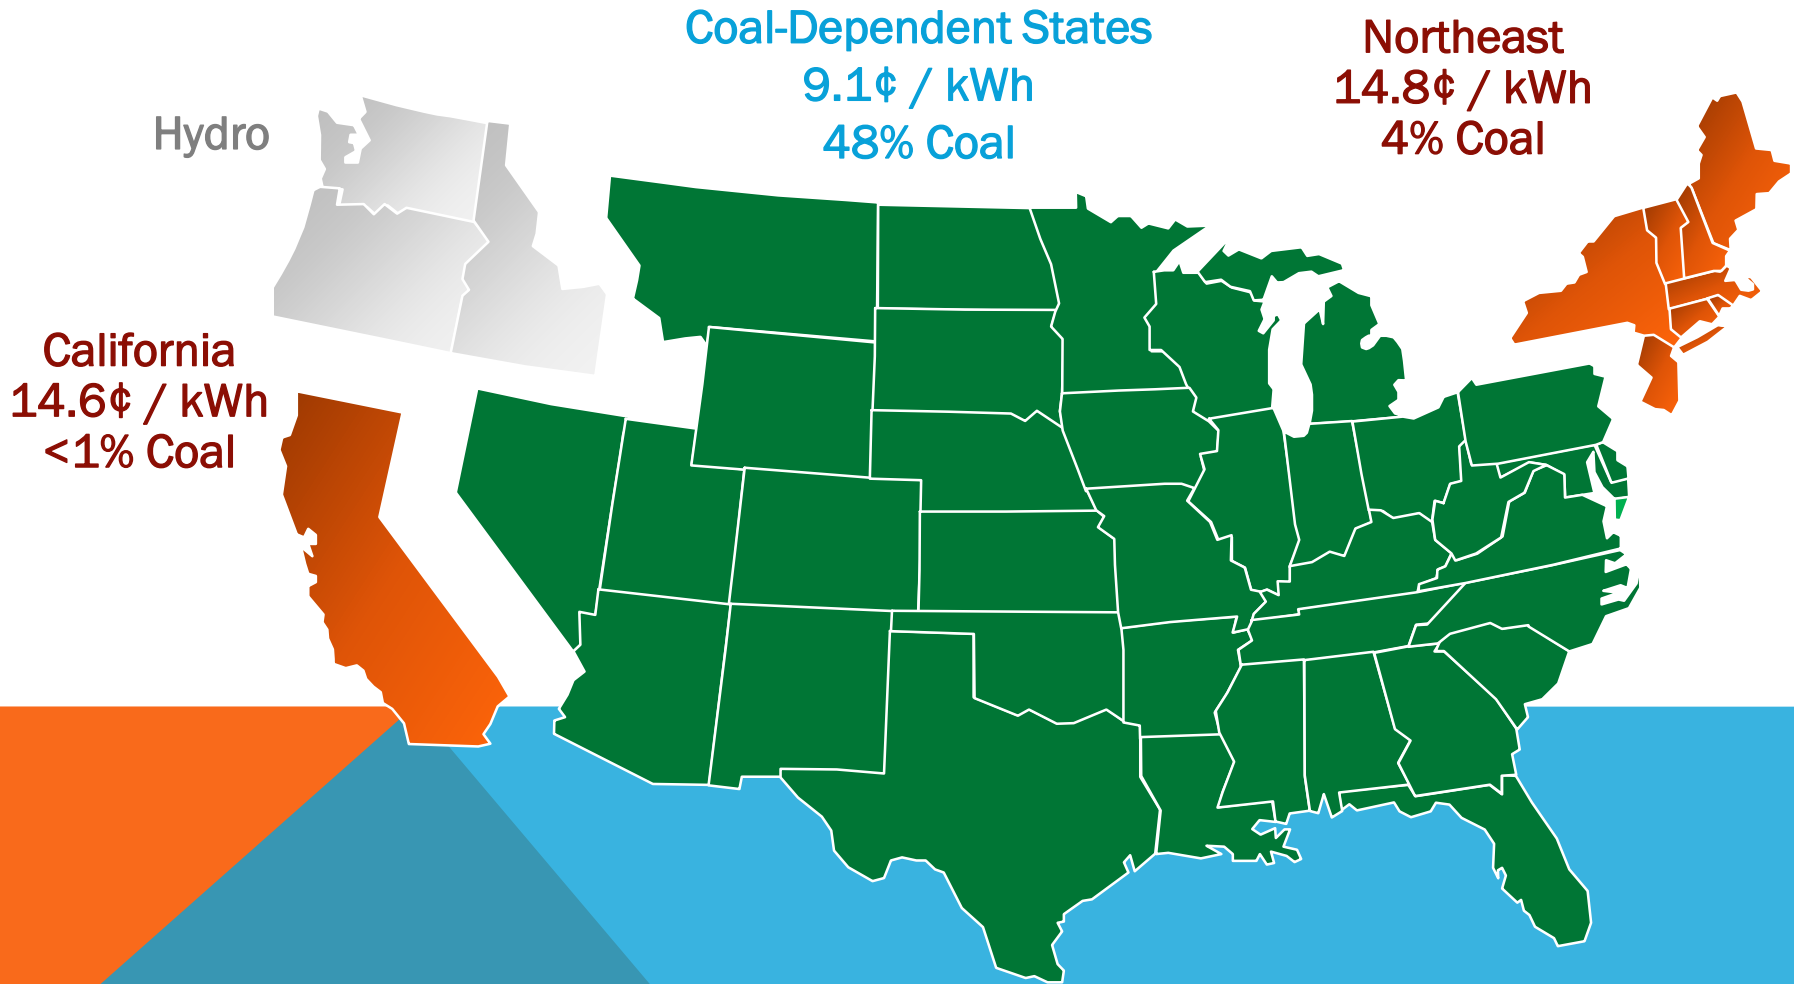 Coal-Dependent States
9.1¢ / kWh
48% Coal
Northeast
14.8¢ / kWh
4% Coal
Hydro
California
14.6¢ / kWh
<1% Coal